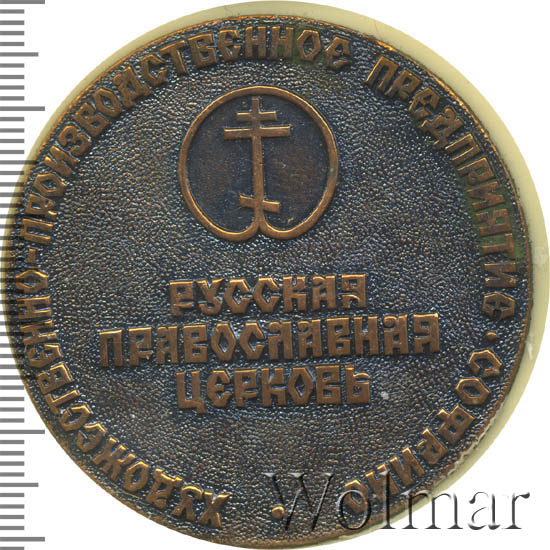 ХУДОЖЕСТВЕННО-ПРОИЗВОДСТВЕННОЕ ПРЕДПРИЯТИЕ · СОФРИНО ·
РУССКАЯ
ПРАВОСЛАВНАЯ
ЦЕРКОВЬ
Wolmar